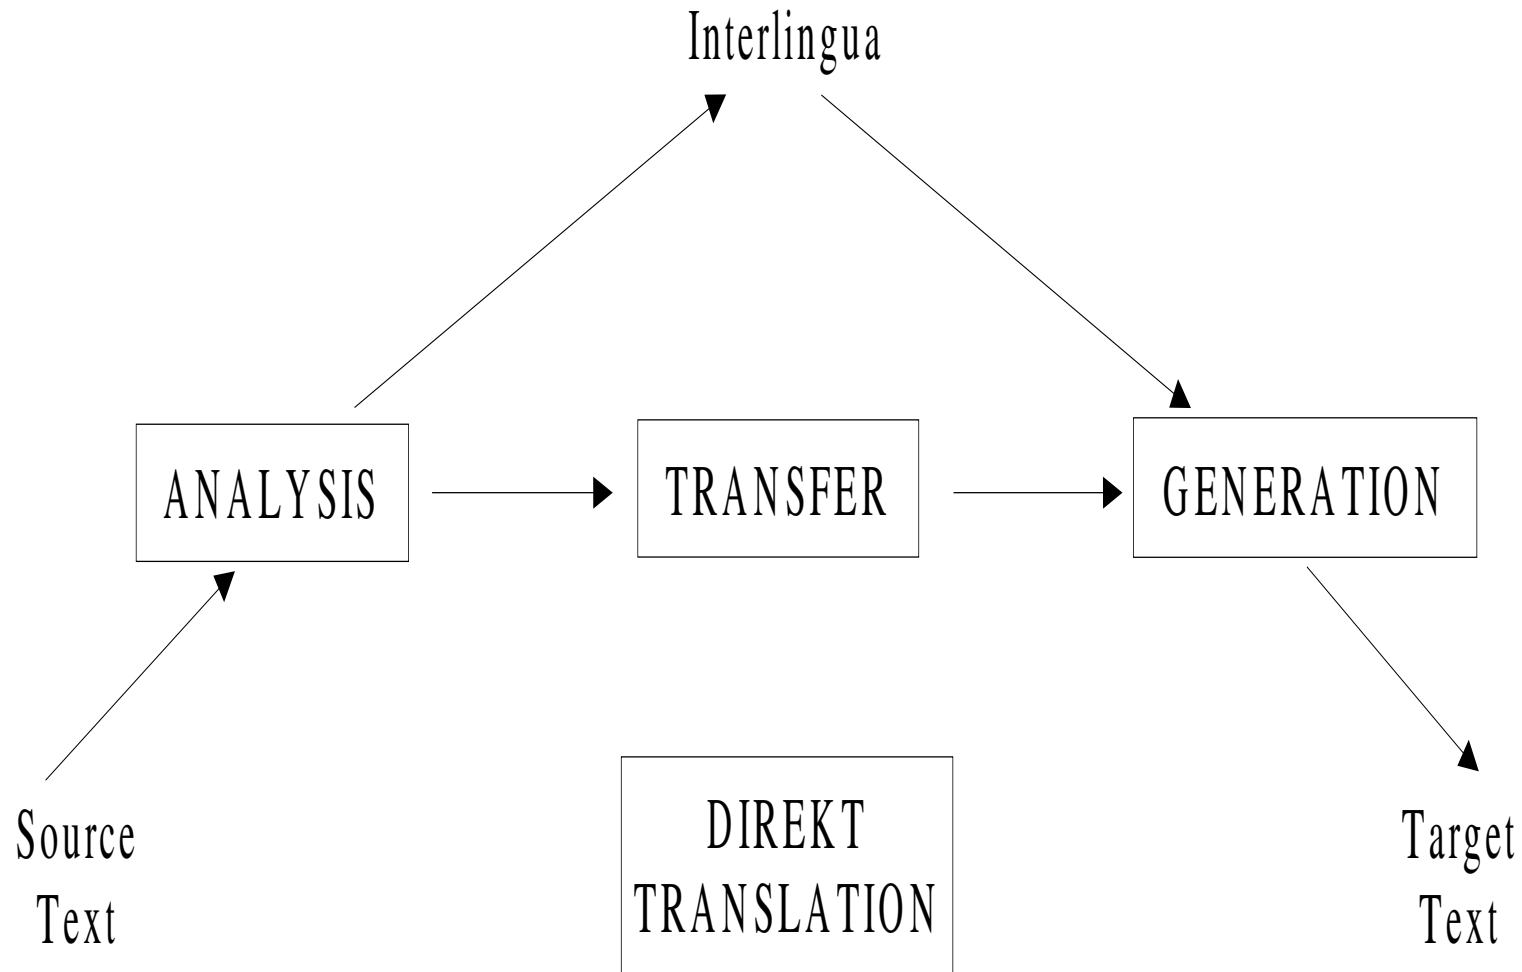 Interlingua
ANALYSIS
TRANSFER
GENERATION
Source
Text
DIREKT
TRANSLATION
Target
Text